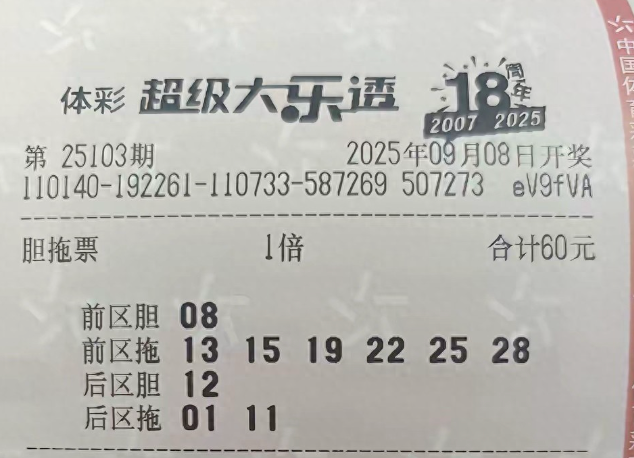 体彩 超级大乐透 18周年
2007 2025
第 25103期 2025年09月08日开奖
110140-192261-110733-587269 507273 eV9fVA
胆拖票 1倍 合计60元
前区胆 08
前区拖 13 15 19 22 25 28
后区胆 12
后区拖 01 11
中国体